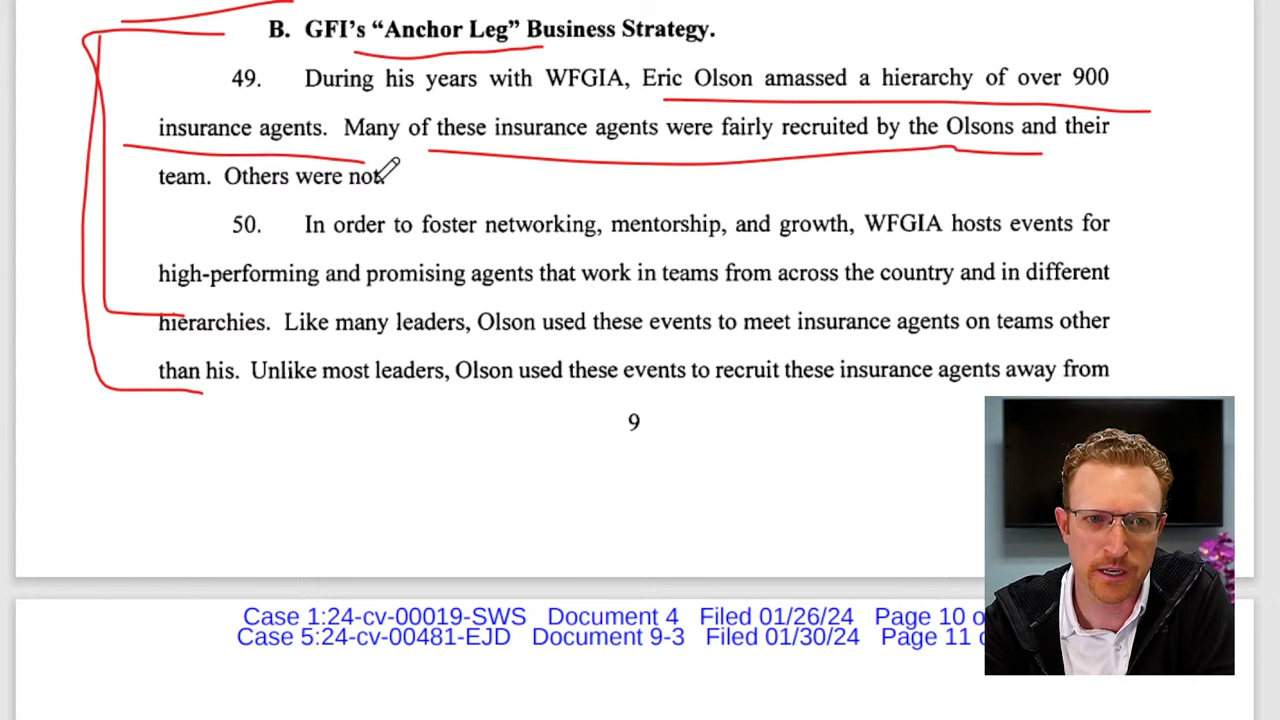 B. GFI's “Anchor Leg” Business Strategy.
49. During his years with WFGIA, Eric Olson amassed a hierarchy of over 900
insurance agents. Many of these insurance agents were fairly recruited by the Olsons and their
team. Others were not.
50. In order to foster networking, mentorship, and growth, WFGIA hosts events for
high-performing and promising agents that work in teams from across the country and in different
hierarchies. Like many leaders, Olson used these events to meet insurance agents on teams other
than his. Unlike most leaders, Olson used these events to recruit these insurance agents away from
9
Case 1:24-cv-00019-SWS Document 4 Filed 01/26/24 Page 10 o
Case 5:24-cv-00481-EJD Document 9-3 Filed 01/30/24 Page 11 o